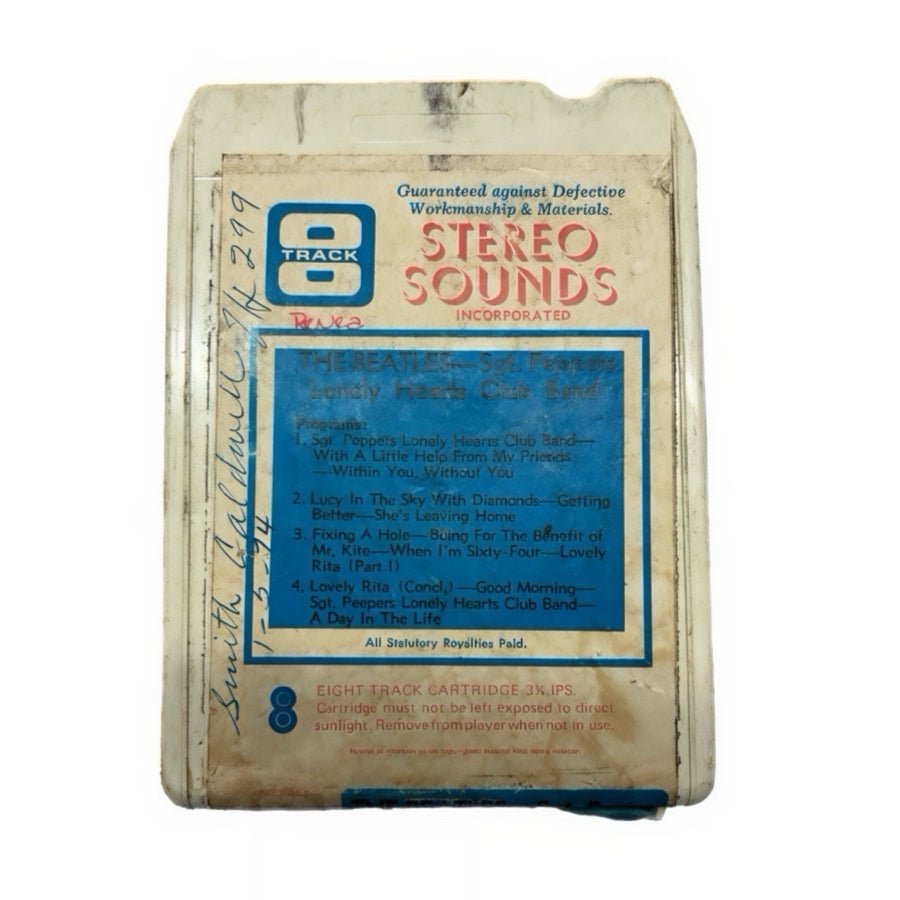 Guaranteed against Defective
Workmanship & Materials.
8
TRACK
STEREO
SOUNDS
INCORPORATED
Renea
THE BEATLES—Sgt. Peppers
Lonely Hearts Club Band
Programs:
1. Sgt. Peppers Lonely Hearts Club Band—
With A Little Help From My Friends
—Within You, Without You
2. Lucy In The Sky With Diamonds—Getting
Better—She's Leaving Home
3. Fixing A Hole—Being For The Benefit of
Mr. Kite—When I'm Sixty-Four—Lovely
Rita (Part I)
4. Lovely Rita (Concl.)—Good Morning—
Sgt. Peepers Lonely Hearts Club Band—
A Day In The Life
All Statutory Royalties Paid.
8 EIGHT TRACK CARTRIDGE 3¾ IPS.
Cartridge must not be left exposed to direct
sunlight. Remove from player when not in use.
Smith Caldwell 299
1-5-74